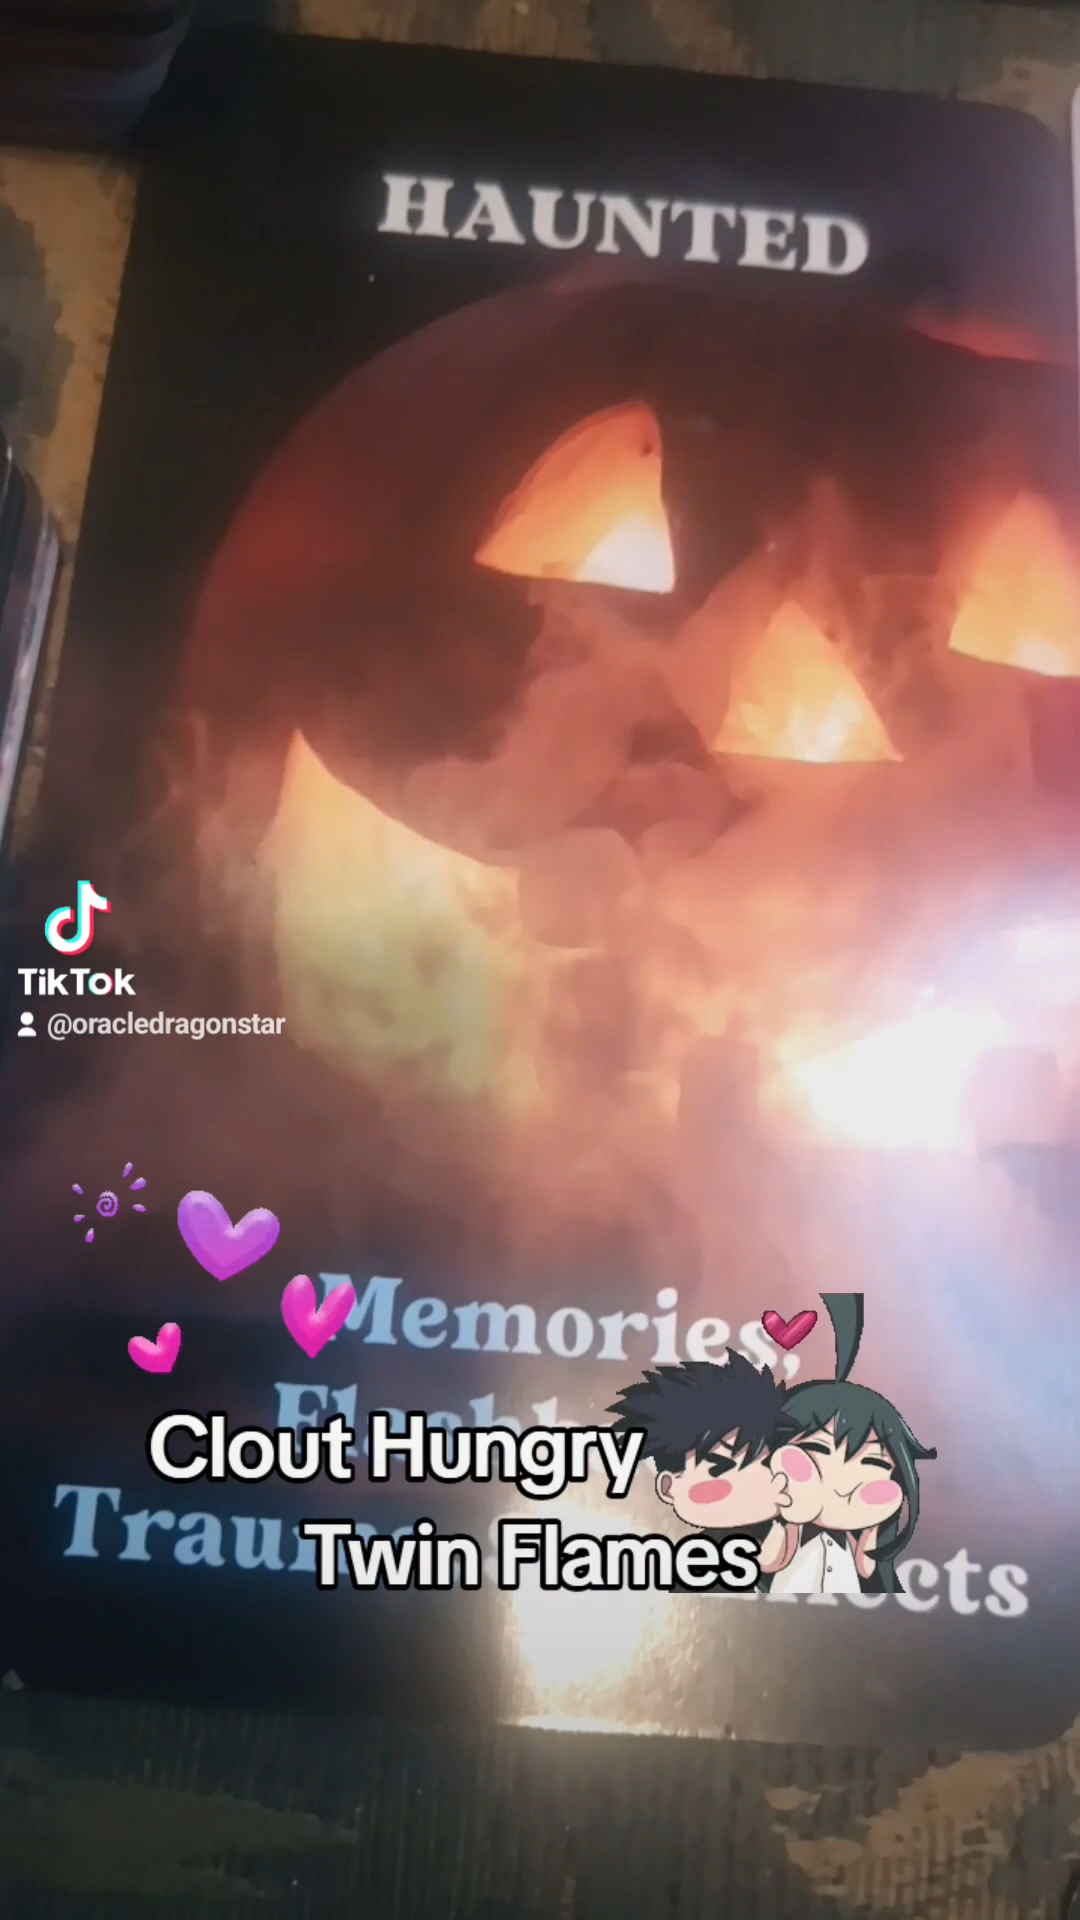 HAUNTED
TikTok
@oracledragonstar
Memories,
Clout Hungry
Twin Flames